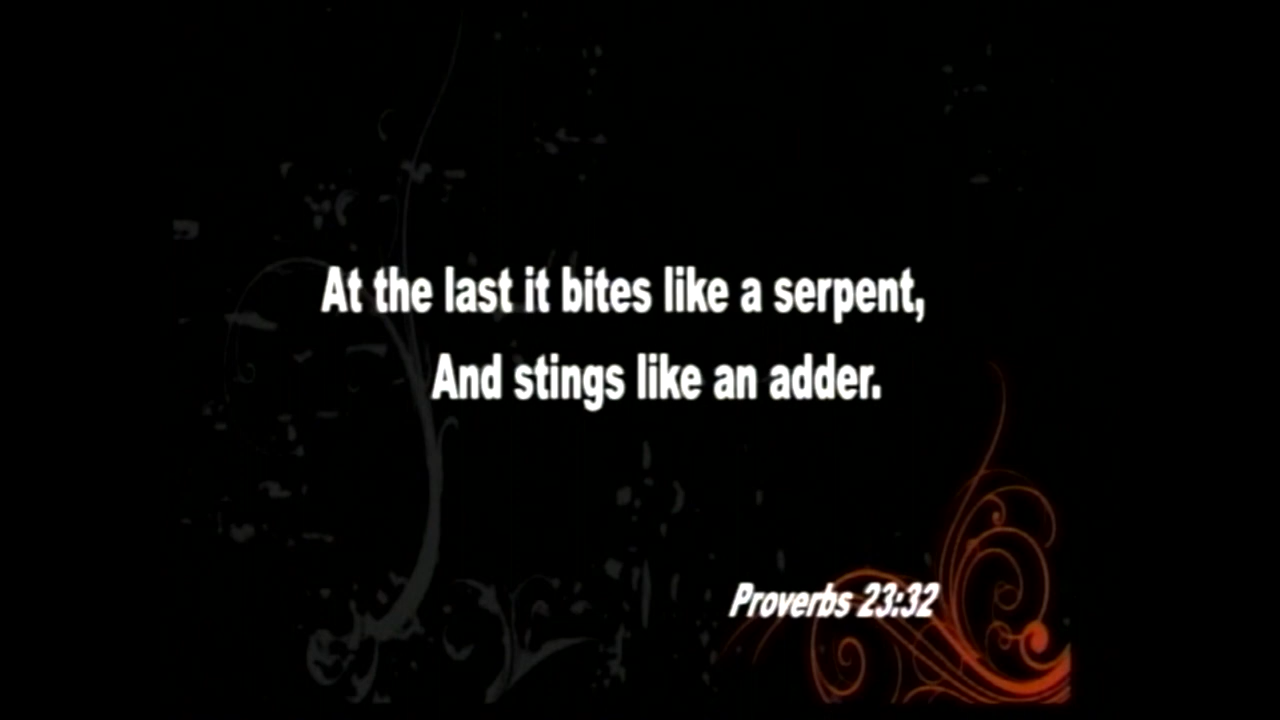 At the last it bites like a serpent,
And stings like an adder.
Proverbs 23:32